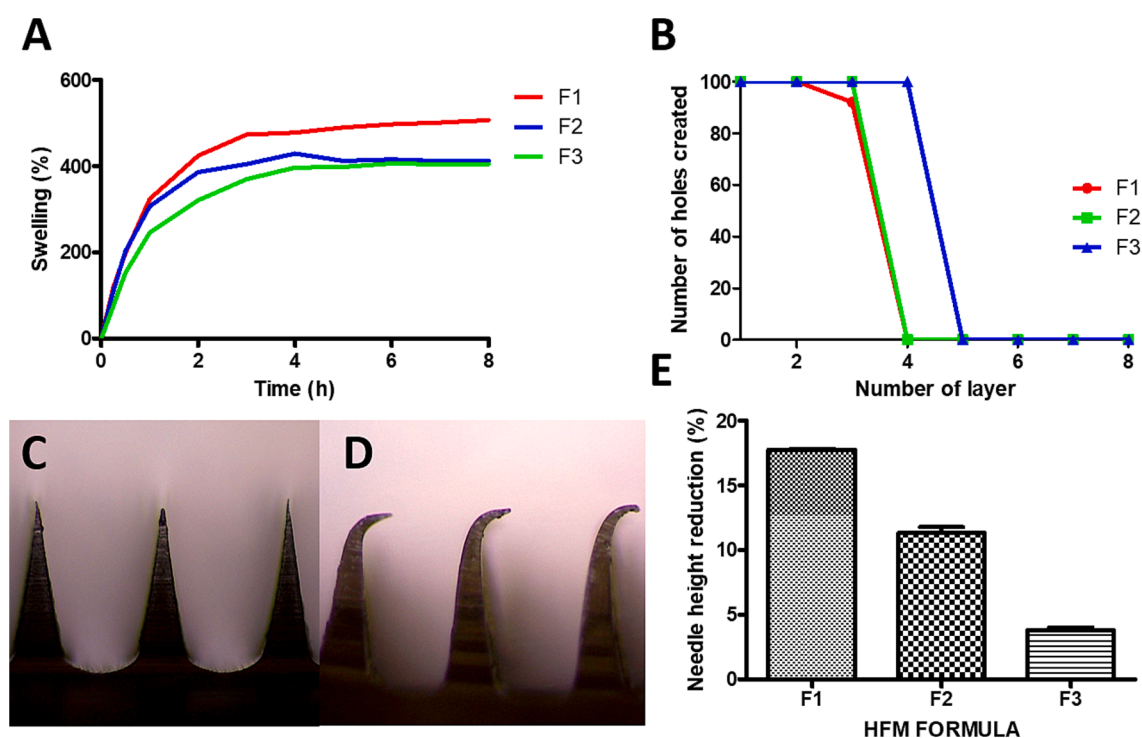 A
600
400
200
0
Swelling (%)
0 2 4 6 8
Time (h)
F1
F2
F3
B
100
80
60
40
20
0
Number of holes created
2 4 6 8
Number of layer
F1
F2
F3
C
D
E
20
15
10
5
0
Needle height reduction (%)
F1 F2 F3
HFM FORMULA